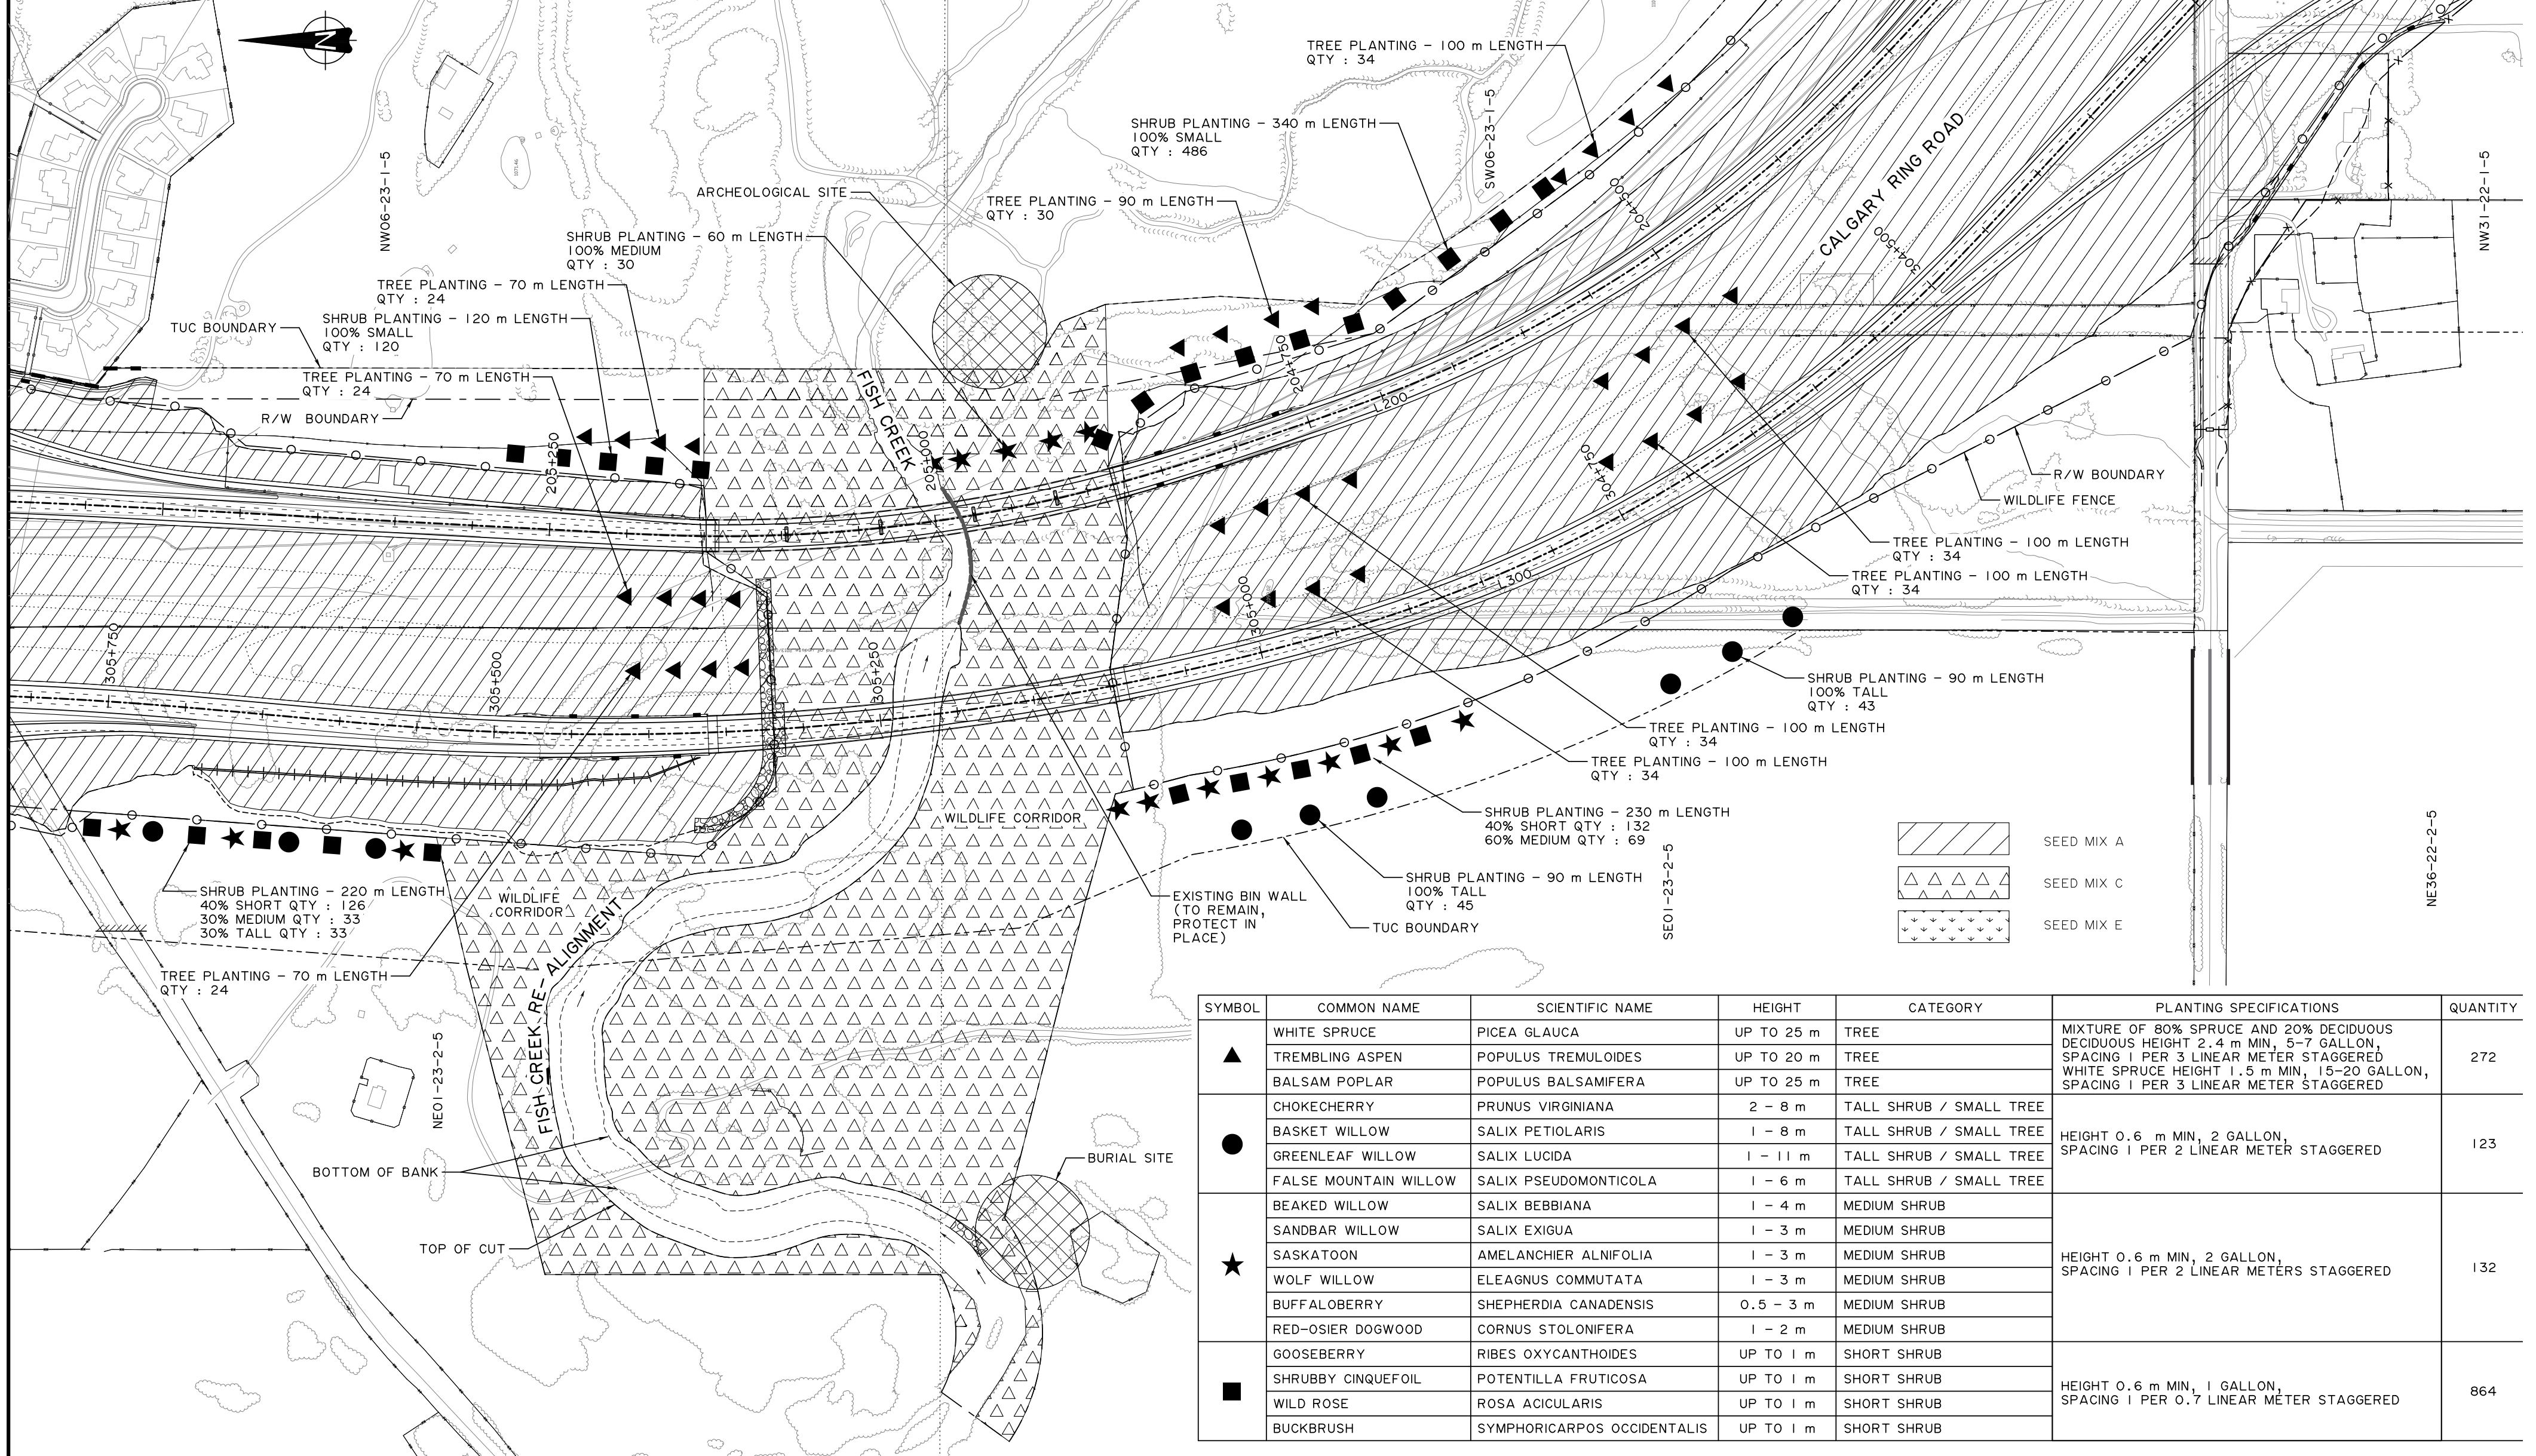 N
TREE PLANTING - 100 m LENGTH
QTY : 34
SHRUB PLANTING - 340 m LENGTH
100% SMALL
QTY : 486
SW06-23-1-5
NW06-23-1-5
NW31-22-1-5
CALGARY RING ROAD
ARCHEOLOGICAL SITE
TREE PLANTING - 90 m LENGTH
QTY : 30
204+500
304+500
SHRUB PLANTING - 60 m LENGTH
100% MEDIUM
QTY : 30
TREE PLANTING - 70 m LENGTH
QTY : 24
SHRUB PLANTING - 120 m LENGTH
100% SMALL
QTY : 120
TUC BOUNDARY
TREE PLANTING - 70 m LENGTH
QTY : 24
R/W BOUNDARY
FISH CREEK
204+750
L200
205+250
205+000
304+750
R/W BOUNDARY
WILDLIFE FENCE
TREE PLANTING - 100 m LENGTH
QTY : 34
TREE PLANTING - 100 m LENGTH
QTY : 34
L300
305+000
305+750
305+500
305+250
SHRUB PLANTING - 90 m LENGTH
100% TALL
QTY : 43
TREE PLANTING - 100 m LENGTH
QTY : 34
TREE PLANTING - 100 m LENGTH
QTY : 34
WILDLIFE CORRIDOR
SHRUB PLANTING - 230 m LENGTH
40% SHORT QTY : 132
60% MEDIUM QTY : 69
SHRUB PLANTING - 90 m LENGTH
100% TALL
QTY : 45
SE01-23-2-5
NE36-22-2-5
SEED MIX A
SEED MIX C
SEED MIX E
SHRUB PLANTING - 220 m LENGTH
40% SHORT QTY : 126
30% MEDIUM QTY : 33
30% TALL QTY : 33
WILDLIFE
CORRIDOR
EXISTING BIN WALL
(TO REMAIN,
PROTECT IN
PLACE)
TUC BOUNDARY
TREE PLANTING - 70 m LENGTH
QTY : 24
FISH CREEK RE- ALIGNMENT
NE01-23-2-5
BOTTOM OF BANK
BURIAL SITE
TOP OF CUT
SYMBOL COMMON NAME SCIENTIFIC NAME HEIGHT CATEGORY PLANTING SPECIFICATIONS QUANTITY
WHITE SPRUCE PICEA GLAUCA UP TO 25 m TREE
TREMBLING ASPEN POPULUS TREMULOIDES UP TO 20 m TREE
BALSAM POPLAR POPULUS BALSAMIFERA UP TO 25 m TREE
MIXTURE OF 80% SPRUCE AND 20% DECIDUOUS
DECIDUOUS HEIGHT 2.4 m MIN, 5-7 GALLON,
SPACING 1 PER 3 LINEAR METER STAGGERED
WHITE SPRUCE HEIGHT 1.5 m MIN, 15-20 GALLON,
SPACING 1 PER 3 LINEAR METER STAGGERED
272
CHOKECHERRY PRUNUS VIRGINIANA 2 - 8 m TALL SHRUB / SMALL TREE
BASKET WILLOW SALIX PETIOLARIS 1 - 8 m TALL SHRUB / SMALL TREE
GREENLEAF WILLOW SALIX LUCIDA 1 - 11 m TALL SHRUB / SMALL TREE
FALSE MOUNTAIN WILLOW SALIX PSEUDOMONTICOLA 1 - 6 m TALL SHRUB / SMALL TREE
HEIGHT 0.6 m MIN, 2 GALLON,
SPACING 1 PER 2 LINEAR METER STAGGERED
123
BEAKED WILLOW SALIX BEBBIANA 1 - 4 m MEDIUM SHRUB
SANDBAR WILLOW SALIX EXIGUA 1 - 3 m MEDIUM SHRUB
SASKATOON AMELANCHIER ALNIFOLIA 1 - 3 m MEDIUM SHRUB
WOLF WILLOW ELEAGNUS COMMUTATA 1 - 3 m MEDIUM SHRUB
BUFFALOBERRY SHEPHERDIA CANADENSIS 0.5 - 3 m MEDIUM SHRUB
RED-OSIER DOGWOOD CORNUS STOLONIFERA 1 - 2 m MEDIUM SHRUB
HEIGHT 0.6 m MIN, 2 GALLON,
SPACING 1 PER 2 LINEAR METERS STAGGERED
132
GOOSEBERRY RIBES OXYCANTHOIDES UP TO 1 m SHORT SHRUB
SHRUBBY CINQUEFOIL POTENTILLA FRUTICOSA UP TO 1 m SHORT SHRUB
WILD ROSE ROSA ACICULARIS UP TO 1 m SHORT SHRUB
BUCKBRUSH SYMPHORICARPOS OCCIDENTALIS UP TO 1 m SHORT SHRUB
HEIGHT 0.6 m MIN, 1 GALLON,
SPACING 1 PER 0.7 LINEAR METER STAGGERED
864